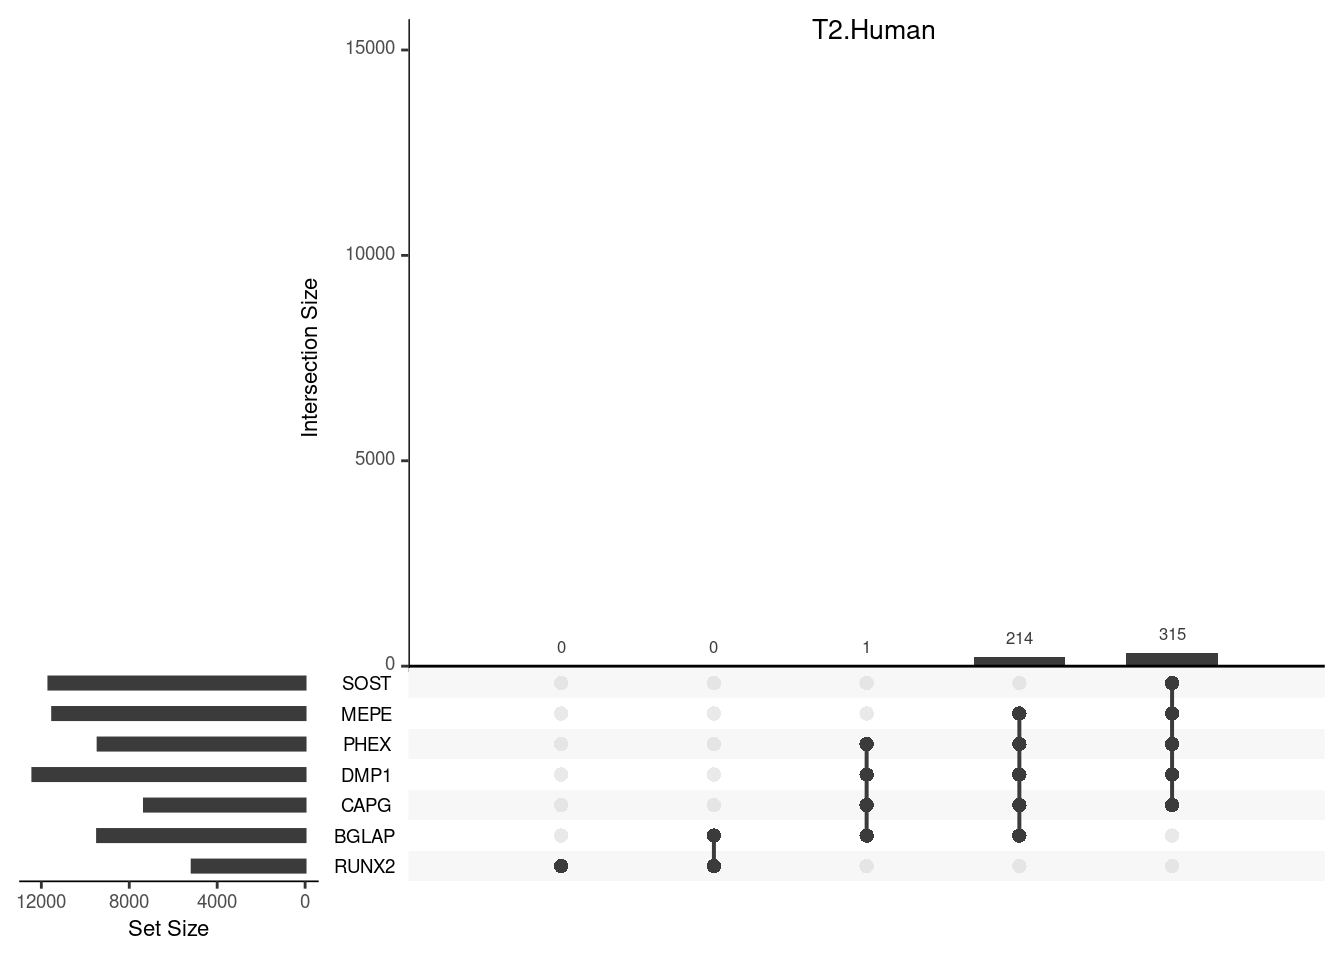 T2.Human
15000
10000
5000
0
Intersection Size
0
0
1
214
315
SOST
MEPE
PHEX
DMP1
CAPG
BGLAP
RUNX2
12000 8000 4000 0
Set Size